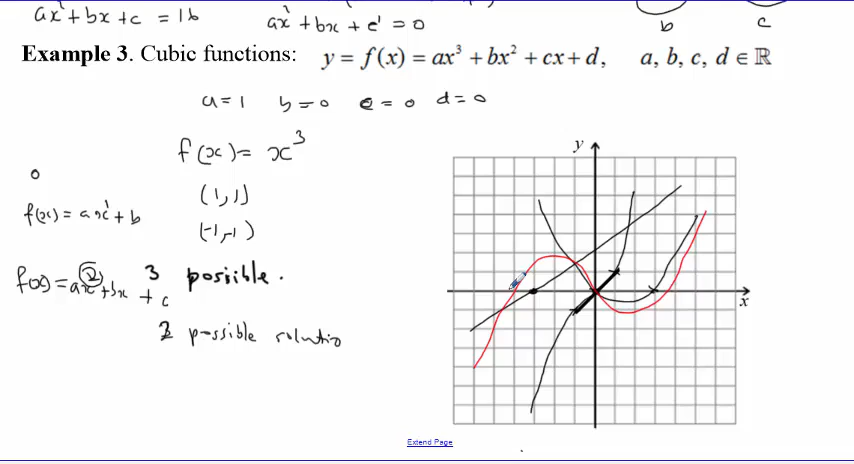 ax² + bx + c = 16 ax² + bx + c' = 0
b c
Example 3. Cubic functions: y = f(x) = ax³ + bx² + cx + d, a, b, c, d ∈ ℝ
a = 1 b = 0 c = 0 d = 0
f(x) = x³
(1, 1)
f(x) = ax¹ + b
(-1, -1)
f(x) = ax² + bx + c 3 possible.
2 possible solutio
y
x
Extend Page